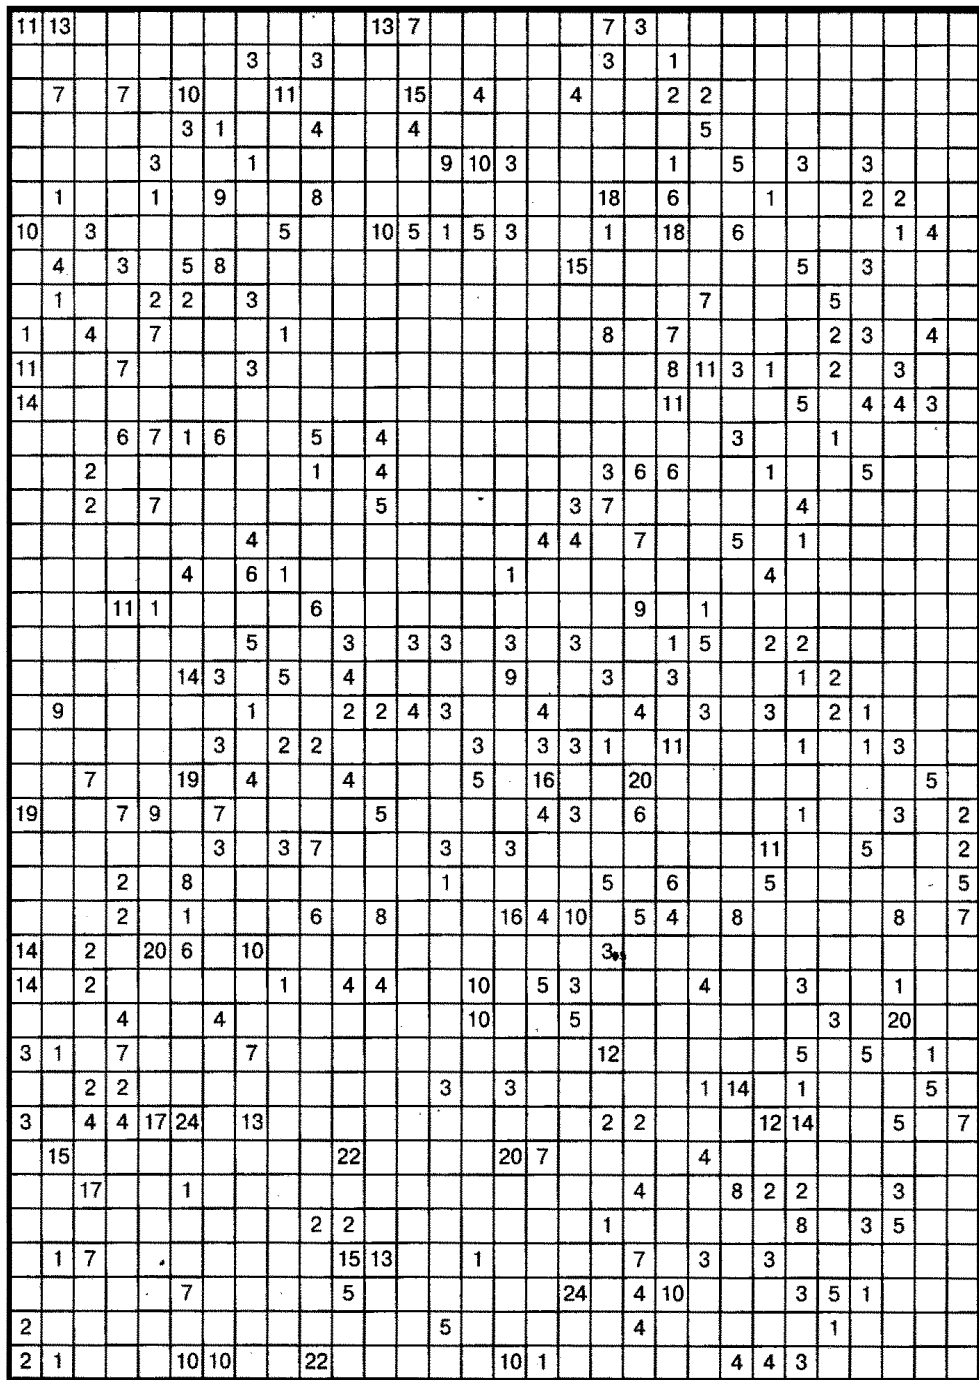 11 13 13 7 7 3
3 3 3 1
7 7 10 11 15 4 4 2 2
3 1 4 4 5
3 1 9 10 3 1 5 3 3
1 1 9 8 18 6 1 2 2
10 3 5 10 5 1 5 3 1 18 6 1 4
4 3 5 8 15 5 3
1 2 2 3 7 5
1 4 7 1 8 7 2 3 4
11 7 3 8 11 3 1 2 3
14 11 5 4 4 3
6 7 1 6 5 4 3 1
2 1 4 3 6 6 1 5
2 7 5 3 7 4
4 4 4 7 5 1
4 6 1 1 4
11 1 6 9 1
5 3 3 3 3 3 1 5 2 2
14 3 5 4 9 3 3 1 2
9 1 2 2 4 3 4 4 3 3 2 1
3 2 2 3 3 3 1 11 1 1 3
7 19 4 4 5 16 20 5
19 7 9 7 5 4 3 6 1 3 2
3 3 7 3 3 11 5 2
2 8 1 5 6 5 5
2 1 6 8 16 4 10 5 4 8 8 7
14 2 20 6 10 3
14 2 1 4 4 10 5 3 4 3 1
4 4 10 5 3 20
3 1 7 7 12 5 5 1
2 2 3 3 1 14 1 5
3 4 4 17 24 13 2 2 12 14 5 7
15 22 20 7 4
17 1 4 8 2 2 3
2 2 1 8 3 5
1 7 15 13 1 7 3 3
7 5 24 4 10 3 5 1
2 5 4 1
2 1 10 10 22 10 1 4 4 3